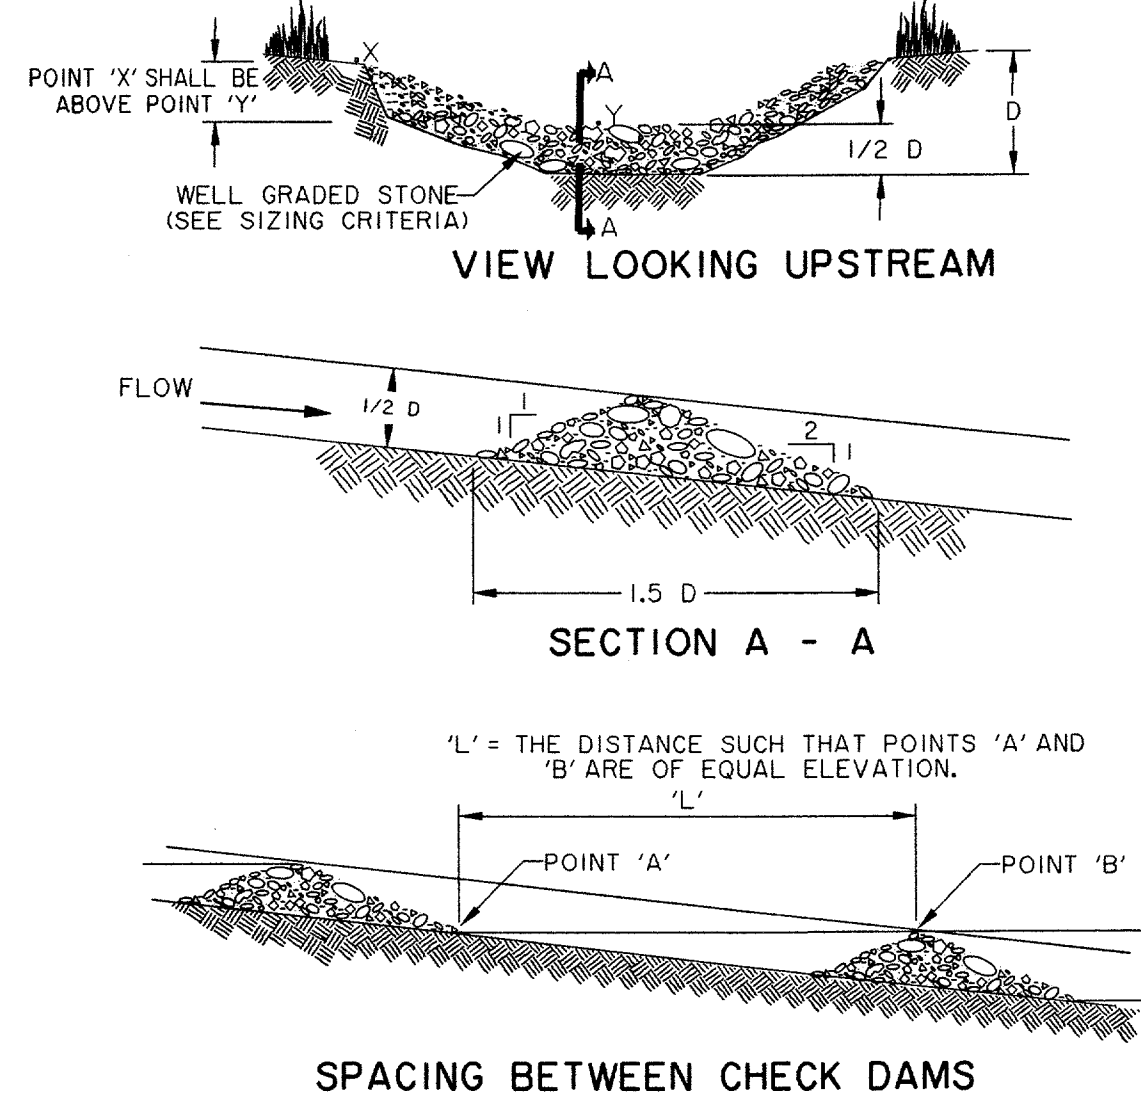 X
A
POINT 'X' SHALL BE
ABOVE POINT 'Y'
Y
D
1/2 D
WELL GRADED STONE
(SEE SIZING CRITERIA)
A
VIEW LOOKING UPSTREAM
FLOW
1/2 D
1
1
2
1
1.5 D
SECTION A - A
'L' = THE DISTANCE SUCH THAT POINTS 'A' AND
'B' ARE OF EQUAL ELEVATION.
'L'
POINT 'A'
POINT 'B'
SPACING BETWEEN CHECK DAMS